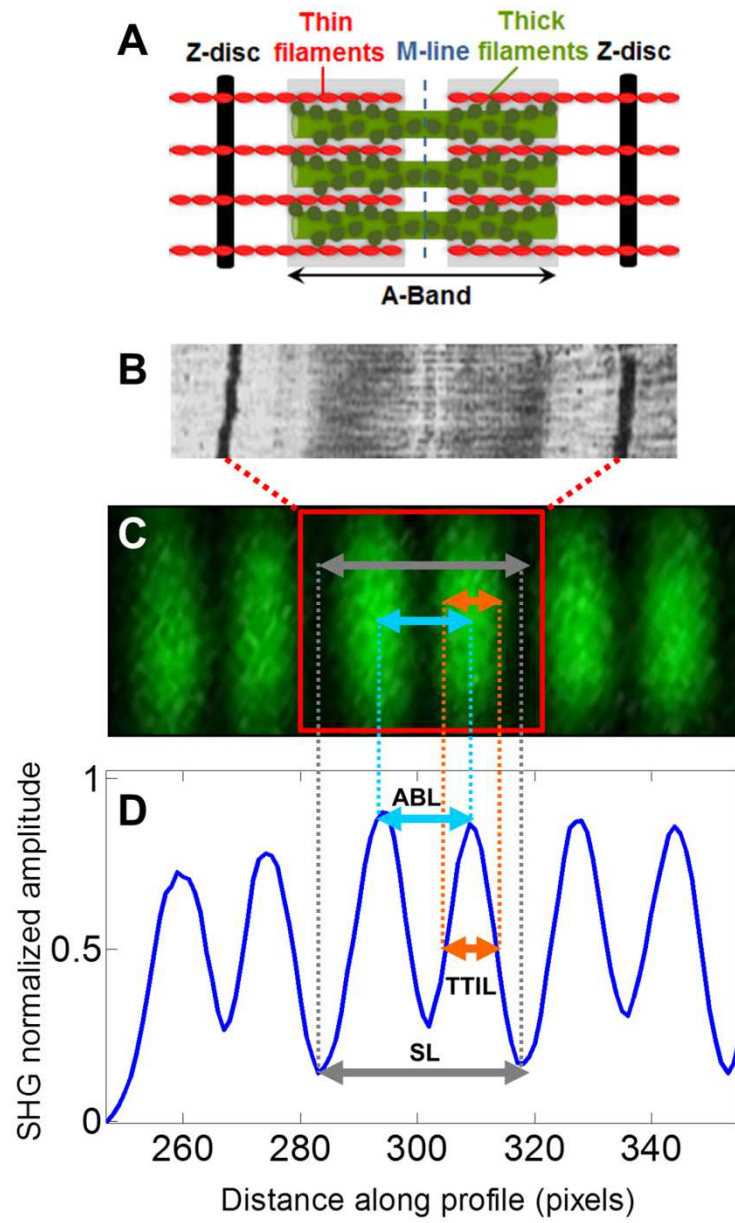 A
Thin
Thick
Z-disc filaments M-line filaments Z-disc
A-Band
B
C
D
1
0.5
0
ABL
TTIL
SL
SHG normalized amplitude
260 280 300 320 340
Distance along profile (pixels)